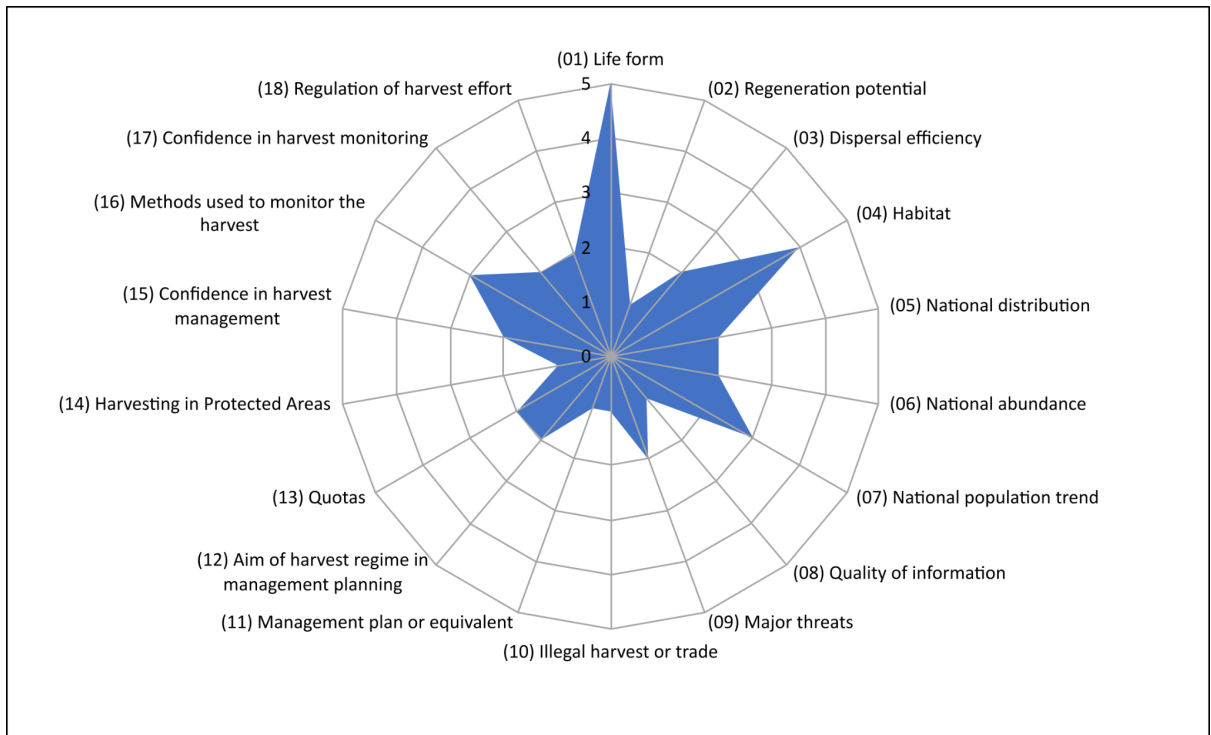 (01) Life form
(02) Regeneration potential
(03) Dispersal efficiency
(04) Habitat
(05) National distribution
(06) National abundance
(07) National population trend
(08) Quality of information
(09) Major threats
(10) Illegal harvest or trade
(11) Management plan or equivalent
(12) Aim of harvest regime in
management planning
(13) Quotas
(14) Harvesting in Protected Areas
(15) Confidence in harvest
management
(16) Methods used to monitor the
harvest
(17) Confidence in harvest monitoring
(18) Regulation of harvest effort
5
4
3
2
1
0